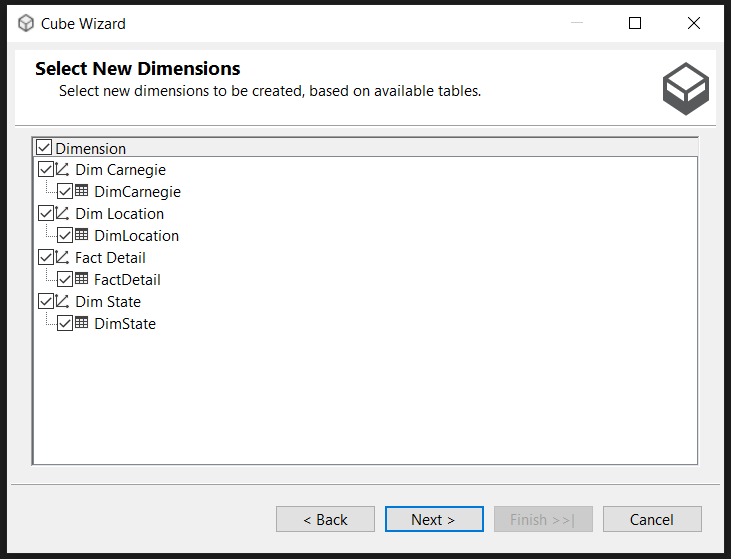 Cube Wizard
Select New Dimensions
Select new dimensions to be created, based on available tables.
Dimension
Dim Carnegie
DimCarnegie
Dim Location
DimLocation
Fact Detail
FactDetail
Dim State
DimState
< Back Next > Finish >>| Cancel